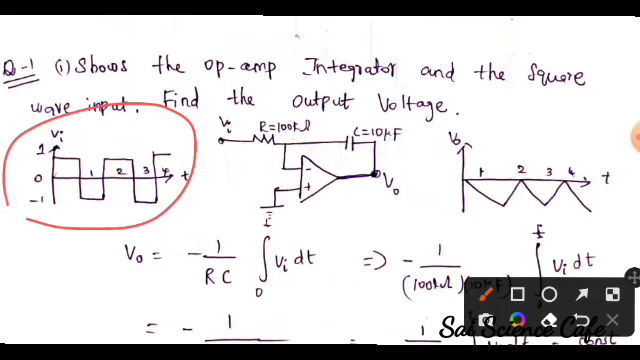 Q-1 (i) Shows the op-amp Integrator and the Square
wave input. Find the output Voltage.
Vi
1
0
-1
1 2 3 4 t
Vi
R=100kΩ
C=10μF
-
+
Vo
Vo
1 2 3 4 t
Vo = - 1/RC ∫0 Vi dt => - 1/(100kΩ)(10μF) ∫ Vi dt
= - 1
Sai Science Cafe